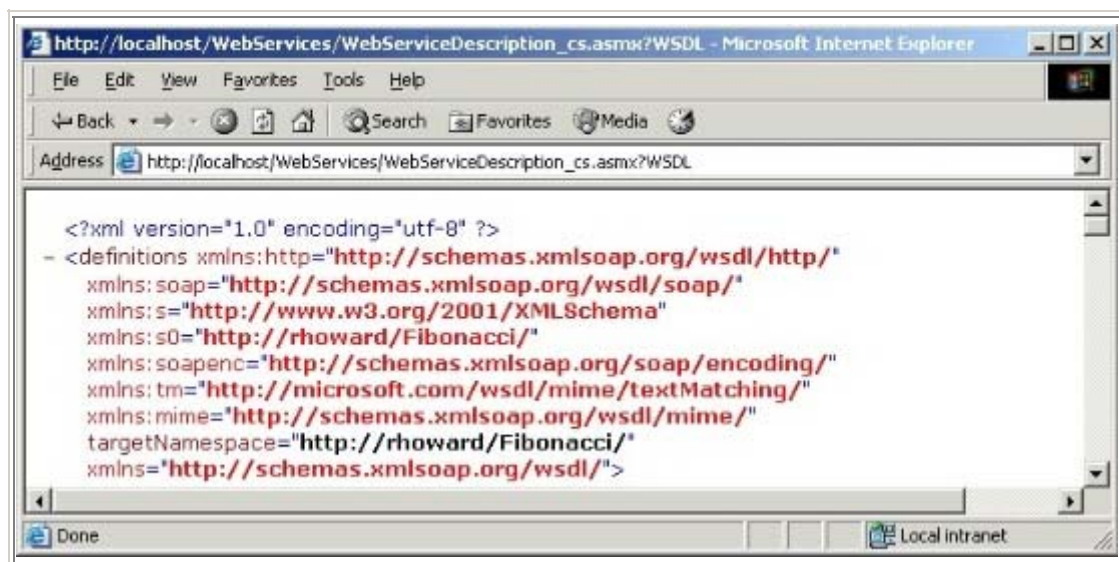 http://localhost/WebServices/WebServiceDescription_cs.asmx?WSDL - Microsoft Internet Explorer
File Edit View Favorites Tools Help
Back Search Favorites Media
Address http://localhost/WebServices/WebServiceDescription_cs.asmx?WSDL
<?xml version="1.0" encoding="utf-8" ?>
- <definitions xmlns:http="http://schemas.xmlsoap.org/wsdl/http/"
xmlns:soap="http://schemas.xmlsoap.org/wsdl/soap/"
xmlns:s="http://www.w3.org/2001/XMLSchema"
xmlns:s0="http://rhoward/Fibonacci/"
xmlns:soapenc="http://schemas.xmlsoap.org/soap/encoding/"
xmlns:tm="http://microsoft.com/wsdl/mime/textMatching/"
xmlns:mime="http://schemas.xmlsoap.org/wsdl/mime/"
targetNamespace="http://rhoward/Fibonacci/"
xmlns="http://schemas.xmlsoap.org/wsdl/">
Done Local intranet